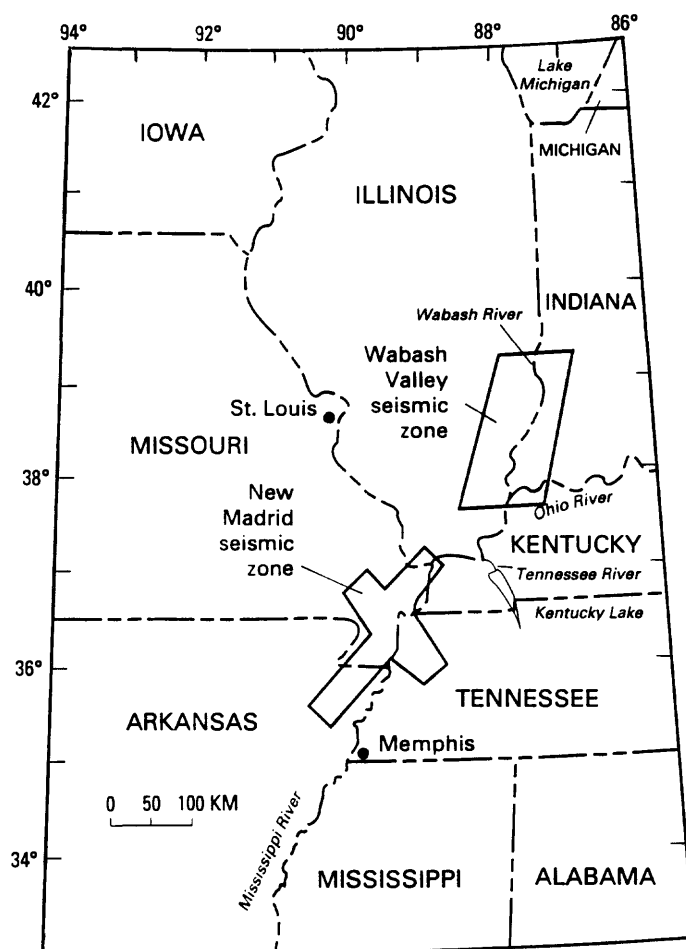 94°
92°
90°
88°
86°
Lake
Michigan
42°
IOWA
MICHIGAN
ILLINOIS
40°
INDIANA
Wabash River
Wabash
Valley
seismic
zone
St. Louis
MISSOURI
38°
New
Madrid
seismic
zone
Ohio River
KENTUCKY
Tennessee River
Kentucky Lake
36°
TENNESSEE
ARKANSAS
Memphis
0 50 100 KM
Mississippi River
34°
MISSISSIPPI
ALABAMA